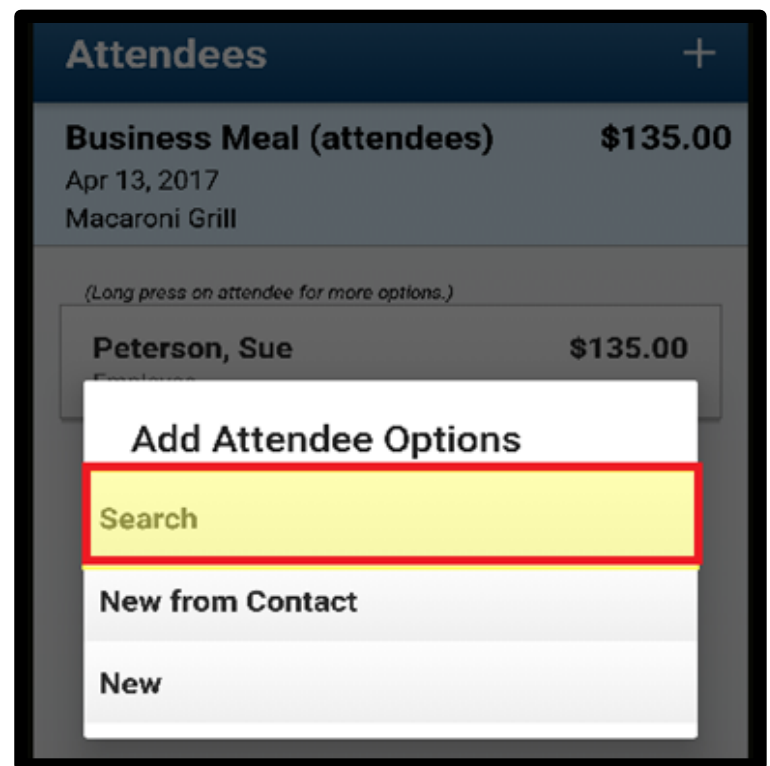 Attendees +
Business Meal (attendees) $135.00
Apr 13, 2017
Macaroni Grill
(Long press on attendee for more options.)
Peterson, Sue $135.00
Employee
Add Attendee Options
Search
New from Contact
New